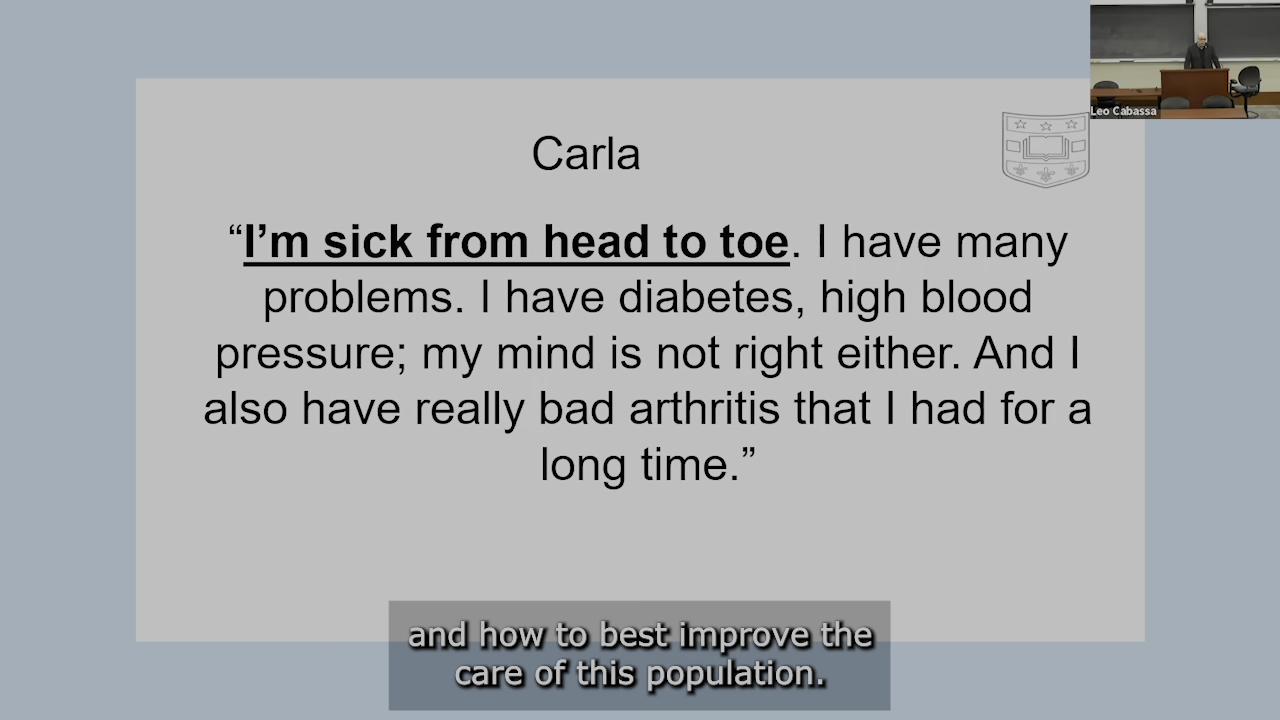 Leo Cabassa
Carla
“I’m sick from head to toe. I have many
problems. I have diabetes, high blood
pressure; my mind is not right either. And I
also have really bad arthritis that I had for a
long time.”
and how to best improve the
care of this population.